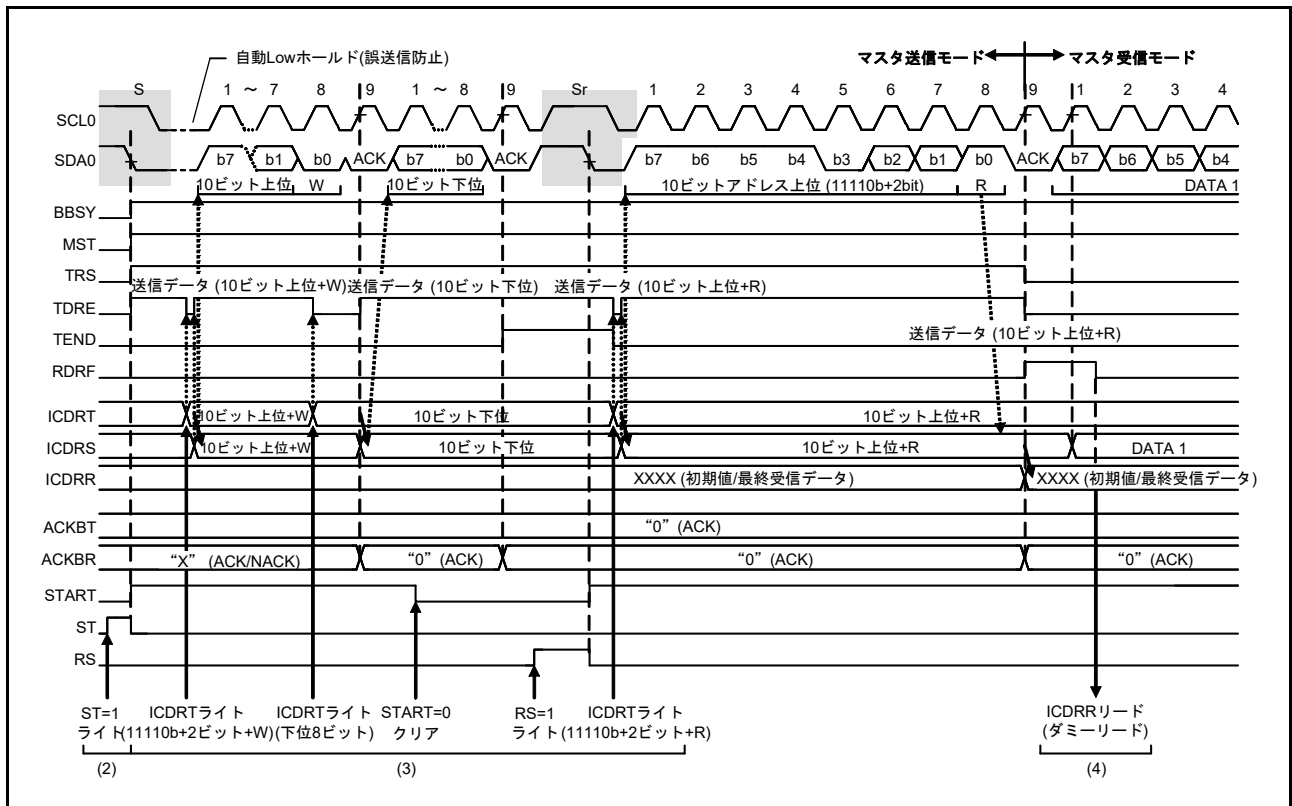 自動Lowホールド(誤送信防止)
マスタ送信モード マスタ受信モード
S 1 ～ 7 8 9 1 ～ 8 9 Sr 1 2 3 4 5 6 7 8 9 1 2 3 4
SCL0
SDA0 b7 b1 b0 ACK b7 b0 ACK b7 b6 b5 b4 b3 b2 b1 b0 ACK b7 b6 b5 b4
10ビット上位 W 10ビット下位 10ビットアドレス上位 (11110b+2bit) R DATA 1
BBSY
MST
TRS
送信データ (10ビット上位+W) 送信データ (10ビット下位) 送信データ (10ビット上位+R)
TDRE
TEND
送信データ (10ビット上位+R)
RDRF
ICDRT 10ビット上位+W 10ビット下位 10ビット上位+R
ICDRS 10ビット上位+W 10ビット下位 10ビット上位+R DATA 1
ICDRR XXXX (初期値/最終受信データ) XXXX (初期値/最終受信データ)
ACKBT “0” (ACK)
ACKBR “X” (ACK/NACK) “0” (ACK) “0” (ACK) “0” (ACK)
START
ST
RS
ST=1 ICDRTライト ICDRTライト START=0 RS=1 ICDRTライト ICDRRリード
ライト (11110b+2ビット+W) (下位8ビット) クリア ライト (11110b+2ビット+R) (ダミーリード)
(2) (3) (4)